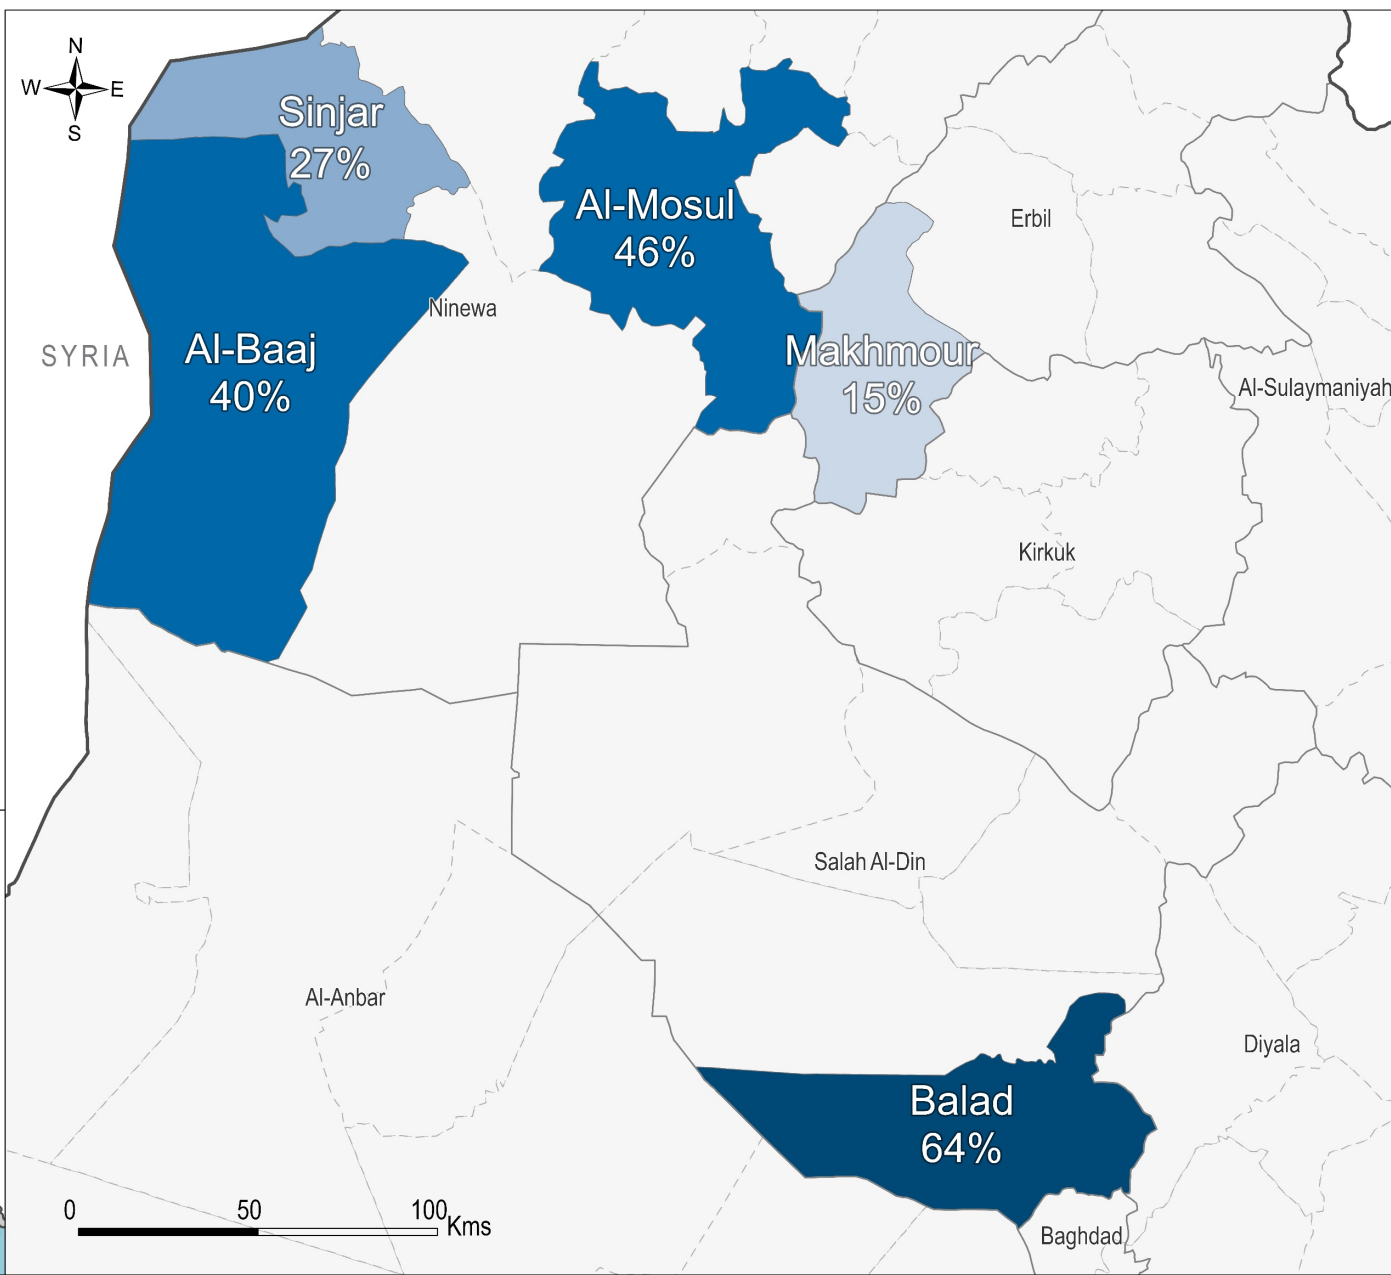 N
W E
S
Sinjar
27%
Al-Mosul
46%
Erbil
Ninewa
SYRIA
Al-Baaj
40%
Makhmour
15%
Al-Sulaymaniyah
Kirkuk
Salah Al-Din
Al-Anbar
Diyala
Balad
64%
0 50 100 Kms
Baghdad